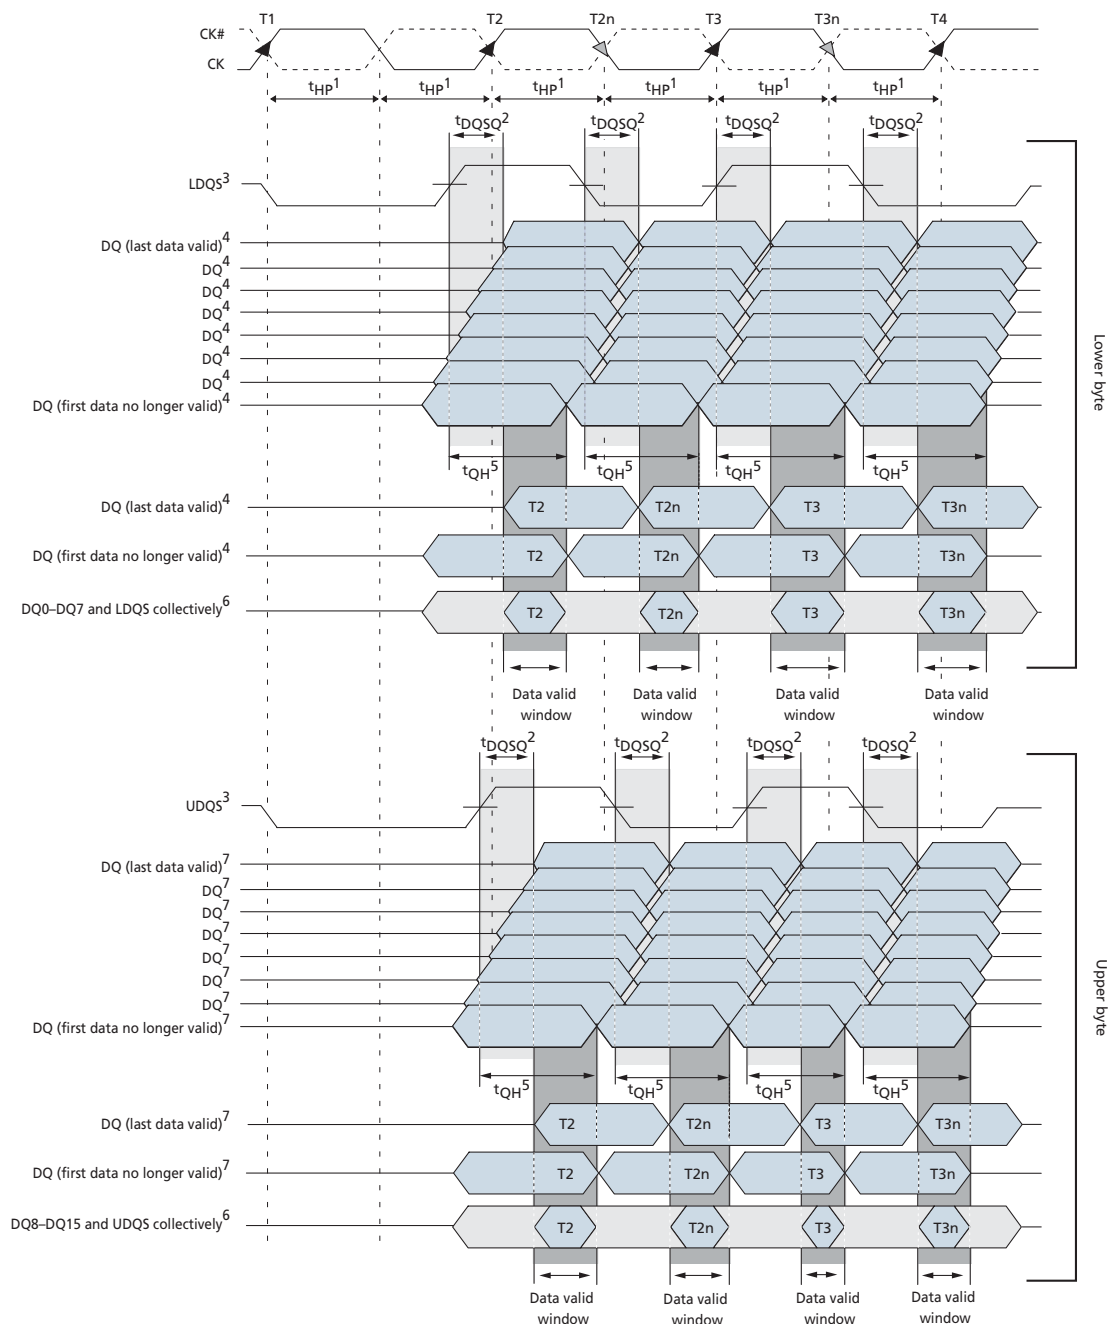 T1 T2 T2n T3 T3n T4
CK#
CK
tHP1 tHP1 tHP1 tHP1 tHP1 tHP1
tDQSQ2 tDQSQ2 tDQSQ2 tDQSQ2
LDQS3
DQ (last data valid)4
DQ4
DQ4
DQ4
DQ4
DQ4
DQ4
DQ (first data no longer valid)4
Lower byte
tQH5 tQH5 tQH5 tQH5
DQ (last data valid)4 T2 T2n T3 T3n
DQ (first data no longer valid)4 T2 T2n T3 T3n
DQ0–DQ7 and LDQS collectively6 T2 T2n T3 T3n
Data valid Data valid Data valid Data valid
window window window window
tDQSQ2 tDQSQ2 tDQSQ2 tDQSQ2
UDQS3
DQ (last data valid)7
DQ7
DQ7
DQ7
DQ7
DQ7
DQ7
DQ (first data no longer valid)7
Upper byte
tQH5 tQH5 tQH5 tQH5
DQ (last data valid)7 T2 T2n T3 T3n
DQ (first data no longer valid)7 T2 T2n T3 T3n
DQ8–DQ15 and UDQS collectively6 T2 T2n T3 T3n
Data valid Data valid Data valid Data valid
window window window window